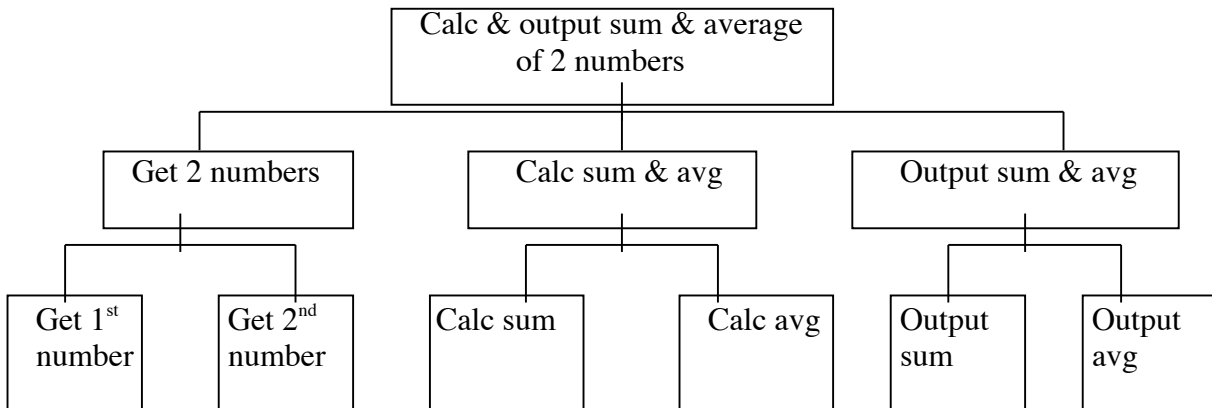 Calc & output sum & average
of 2 numbers
Get 2 numbers
Calc sum & avg
Output sum & avg
Get 1st
number
Get 2nd
number
Calc sum
Calc avg
Output
sum
Output
avg